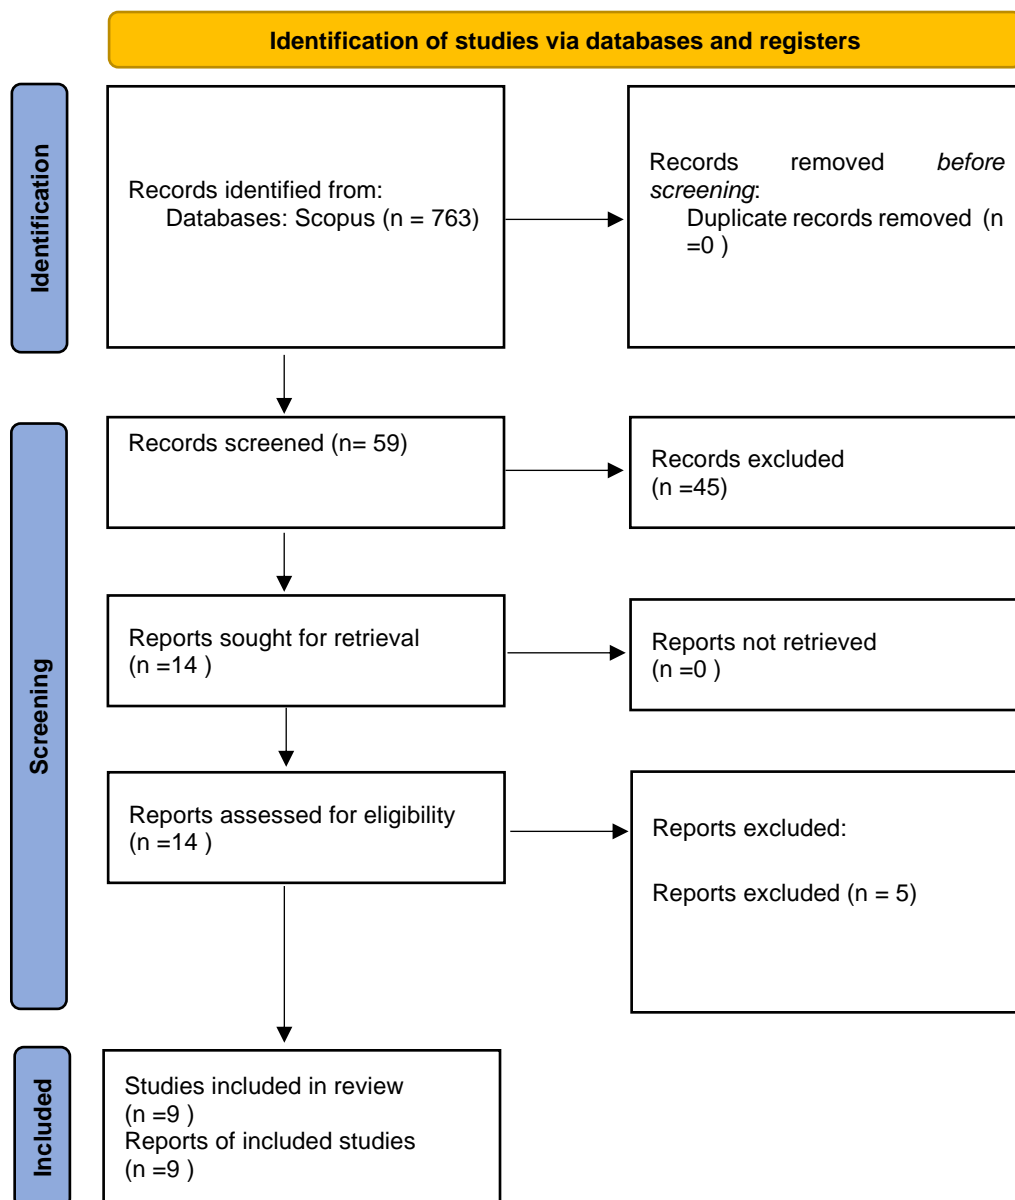 Identification of studies via databases and registers
Identification
Records identified from:
Databases: Scopus (n = 763)
Records removed before
screening:
Duplicate records removed (n
=0 )
Screening
Records screened (n= 59)
Records excluded
(n =45)
Reports sought for retrieval
(n =14 )
Reports not retrieved
(n =0 )
Reports assessed for eligibility
(n =14 )
Reports excluded:
Reports excluded (n = 5)
Included
Studies included in review
(n =9 )
Reports of included studies
(n =9 )